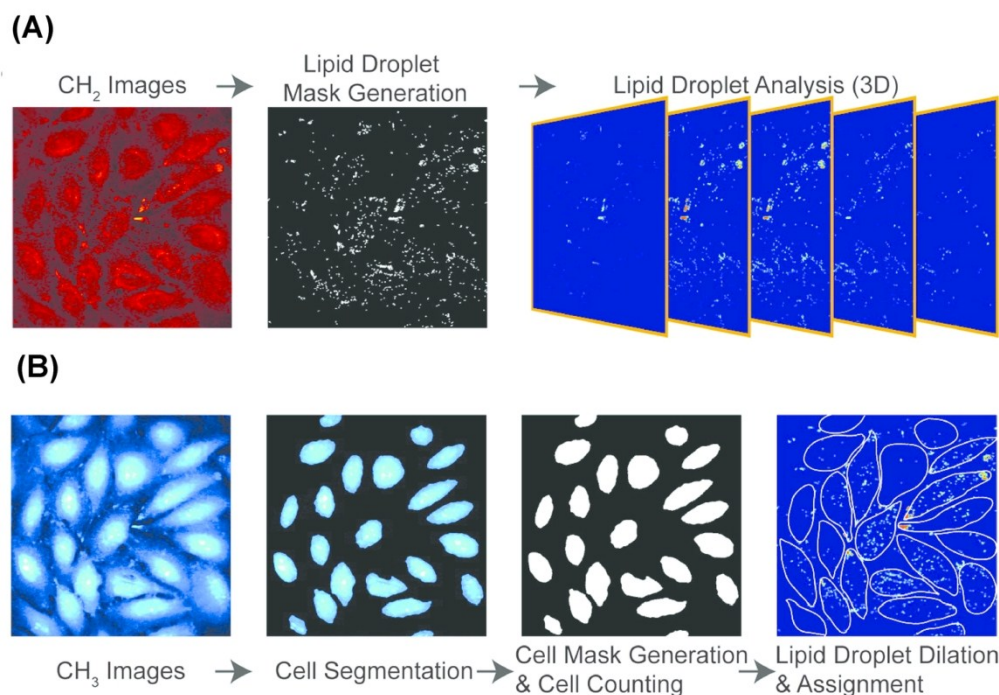 (A)
CH₂ Images
Lipid Droplet
Mask Generation
Lipid Droplet Analysis (3D)
(B)
CH₃ Images
Cell Segmentation
Cell Mask Generation
& Cell Counting
Lipid Droplet Dilation
& Assignment